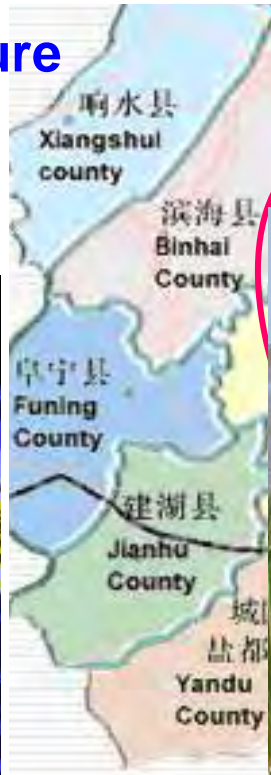 ure
响水县
Xiangshui
county
滨海县
Binhai
County
阜宁县
Funing
County
建湖县
Jianhu
County
城
盐都
Yandu
County